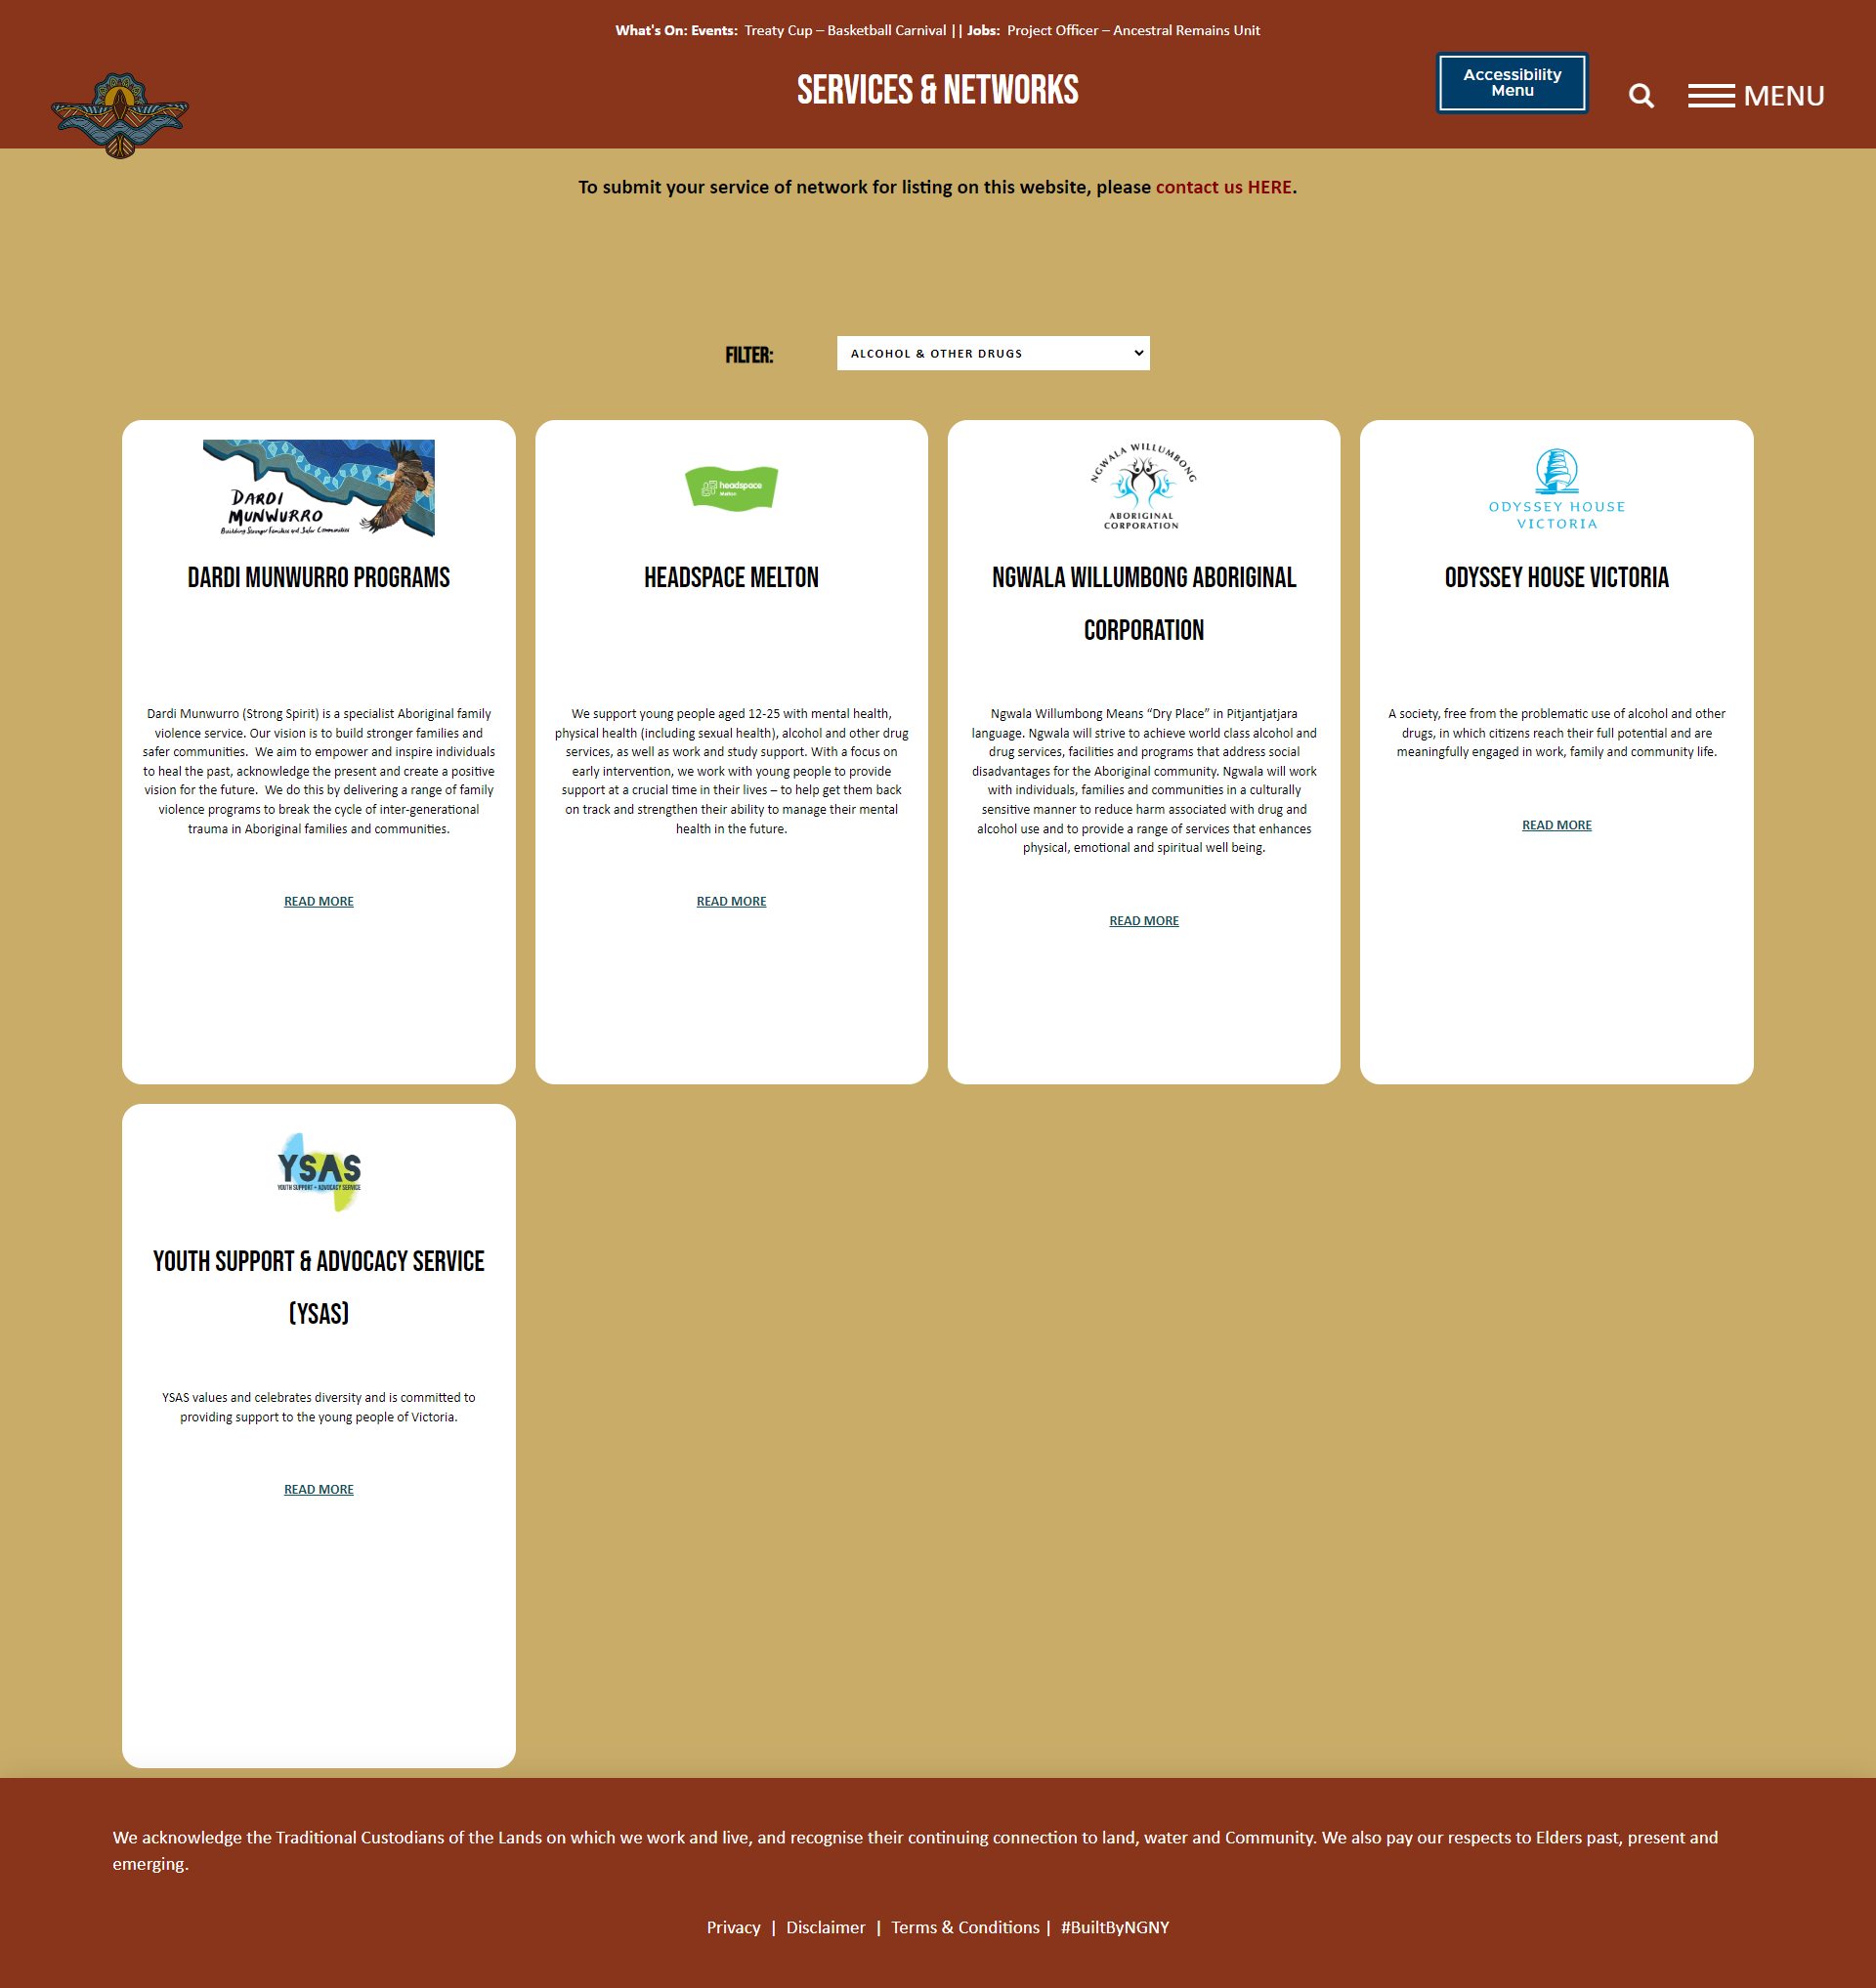 What's On: Events: Treaty Cup – Basketball Carnival || Jobs: Project Officer – Ancestral Remains Unit
SERVICES & NETWORKS
Accessibility
Menu
MENU
To submit your service of network for listing on this website, please contact us HERE.
FILTER:
ALCOHOL & OTHER DRUGS
DARDI
MUNWURRO
Building Stronger Families and Safer Communities
DARDI MUNWURRO PROGRAMS
Dardi Munwurro (Strong Spirit) is a specialist Aboriginal family
violence service. Our vision is to build stronger families and
safer communities.  We aim to empower and inspire individuals
to heal the past, acknowledge the present and create a positive
vision for the future.  We do this by delivering a range of family
violence programs to break the cycle of inter-generational
trauma in Aboriginal families and communities.
READ MORE
headspace
Melton
HEADSPACE MELTON
We support young people aged 12-25 with mental health,
physical health (including sexual health), alcohol and other drug
services, as well as work and study support. With a focus on
early intervention, we work with young people to provide
support at a crucial time in their lives – to help get them back
on track and strengthen their ability to manage their mental
health in the future.
READ MORE
NGWALA WILLUMBONG
ABORIGINAL
CORPORATION
NGWALA WILLUMBONG ABORIGINAL
CORPORATION
Ngwala Willumbong Means “Dry Place” in Pitjantjatjara
language. Ngwala will strive to achieve world class alcohol and
drug services, facilities and programs that address social
disadvantages for the Aboriginal community. Ngwala will work
with individuals, families and communities in a culturally
sensitive manner to reduce harm associated with drug and
alcohol use and to provide a range of services that enhances
physical, emotional and spiritual well being.
READ MORE
ODYSSEY HOUSE
VICTORIA
ODYSSEY HOUSE VICTORIA
A society, free from the problematic use of alcohol and other
drugs, in which citizens reach their full potential and are
meaningfully engaged in work, family and community life.
READ MORE
YSAS
YOUTH SUPPORT + ADVOCACY SERVICE
YOUTH SUPPORT & ADVOCACY SERVICE
(YSAS)
YSAS values and celebrates diversity and is committed to
providing support to the young people of Victoria.
READ MORE
We acknowledge the Traditional Custodians of the Lands on which we work and live, and recognise their continuing connection to land, water and Community. We also pay our respects to Elders past, present and
emerging.
Privacy | Disclaimer | Terms & Conditions | #BuiltByNGNY